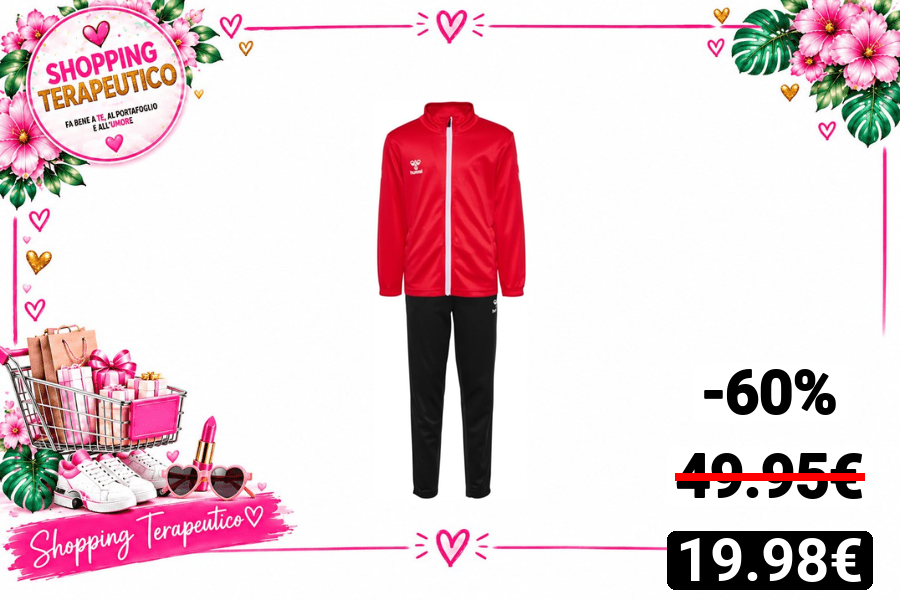 SHOPPING
TERAPEUTICO
FA BENE A TE, AL PORTAFOGLIO
E ALL'UMORE
hummel
-60%
49.95€
19.98€
Shopping Terapeutico